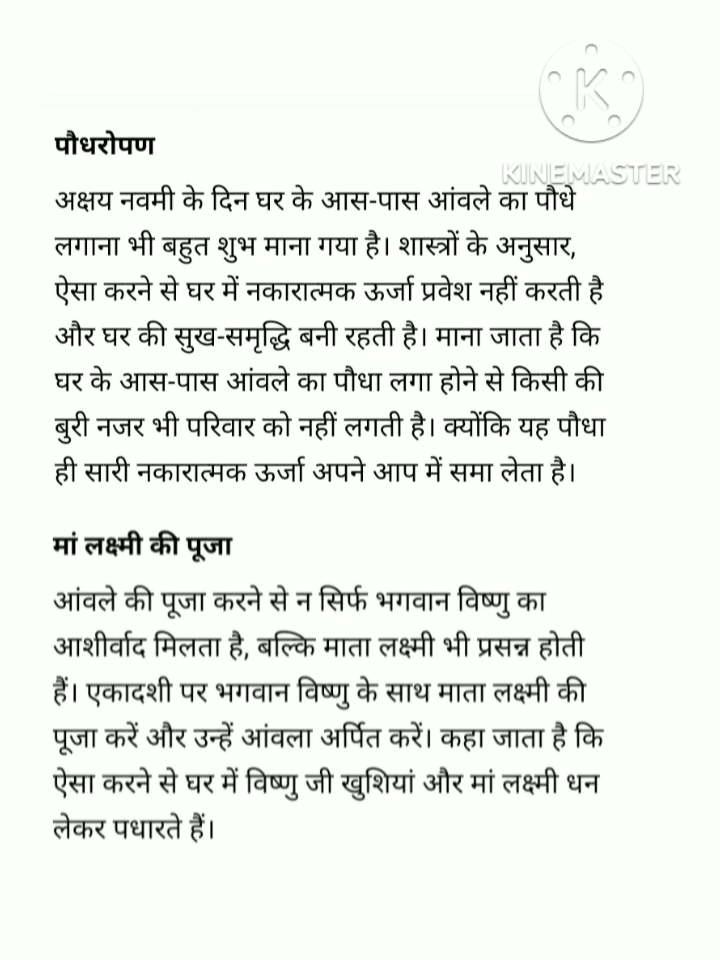 K
KINEMASTER
पौधरोपण
अक्षय नवमी के दिन घर के आस-पास आंवले का पौधे
लगाना भी बहुत शुभ माना गया है। शास्त्रों के अनुसार,
ऐसा करने से घर में नकारात्मक ऊर्जा प्रवेश नहीं करती है
और घर की सुख-समृद्धि बनी रहती है। माना जाता है कि
घर के आस-पास आंवले का पौधा लगा होने से किसी की
बुरी नजर भी परिवार को नहीं लगती है। क्योंकि यह पौधा
ही सारी नकारात्मक ऊर्जा अपने आप में समा लेता है।
मां लक्ष्मी की पूजा
आंवले की पूजा करने से न सिर्फ भगवान विष्णु का
आशीर्वाद मिलता है, बल्कि माता लक्ष्मी भी प्रसन्न होती
हैं। एकादशी पर भगवान विष्णु के साथ माता लक्ष्मी की
पूजा करें और उन्हें आंवला अर्पित करें। कहा जाता है कि
ऐसा करने से घर में विष्णु जी खुशियां और मां लक्ष्मी धन
लेकर पधारते हैं।